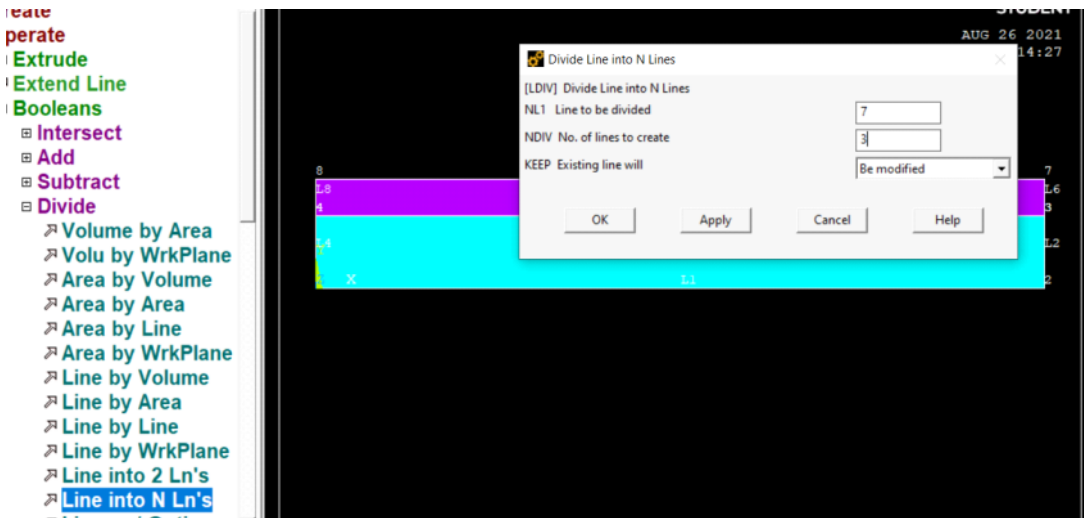 perate
Extrude
Extend Line
Booleans
Intersect
Add
Subtract
Divide
Volume by Area
Volu by WrkPlane
Area by Volume
Area by Area
Area by Line
Area by WrkPlane
Line by Volume
Line by Area
Line by Line
Line by WrkPlane
Line into 2 Ln's
Line into N Ln's
STUDENT
AUG 26 2021
14:27
Divide Line into N Lines
[LDIV] Divide Line into N Lines
NL1 Line to be divided 7
NDIV No. of lines to create 3
KEEP Existing line will Be modified
OK Apply Cancel Help
8 7
L8 L6
4 3
L4 L2
X L1 2